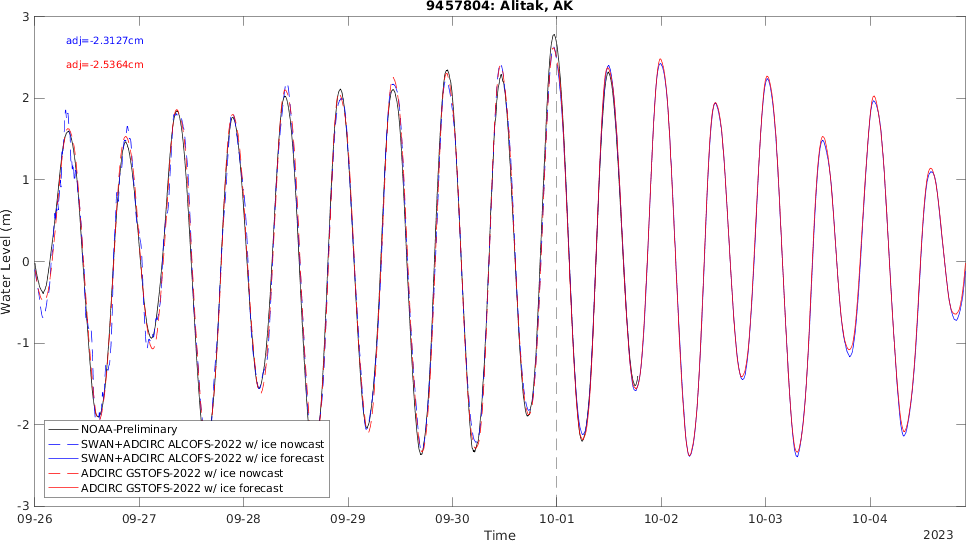 9457804: Alitak, AK
adj=-2.3127cm
adj=-2.5364cm
3
2
1
0
-1
-2
-3
Water Level (m)
NOAA-Preliminary
SWAN+ADCIRC ALCOFS-2022 w/ ice nowcast
SWAN+ADCIRC ALCOFS-2022 w/ ice forecast
ADCIRC GSTOFS-2022 w/ ice nowcast
ADCIRC GSTOFS-2022 w/ ice forecast
09-26 09-27 09-28 09-29 09-30 10-01 10-02 10-03 10-04
Time
2023